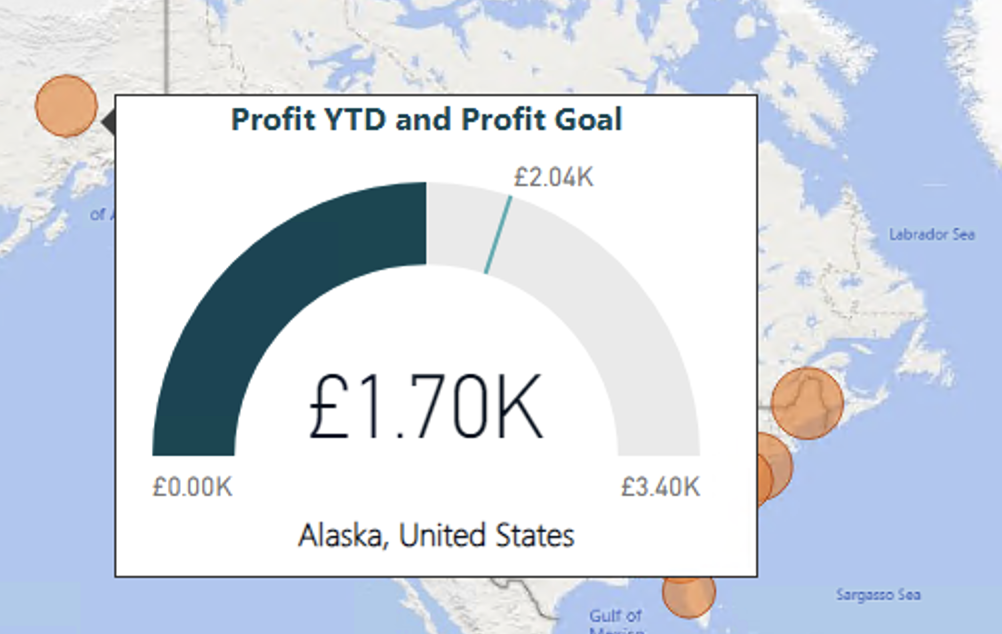 Profit YTD and Profit Goal
£2.04K
of
Labrador Sea
£1.70K
£0.00K
£3.40K
Alaska, United States
Sargasso Sea
Gulf of